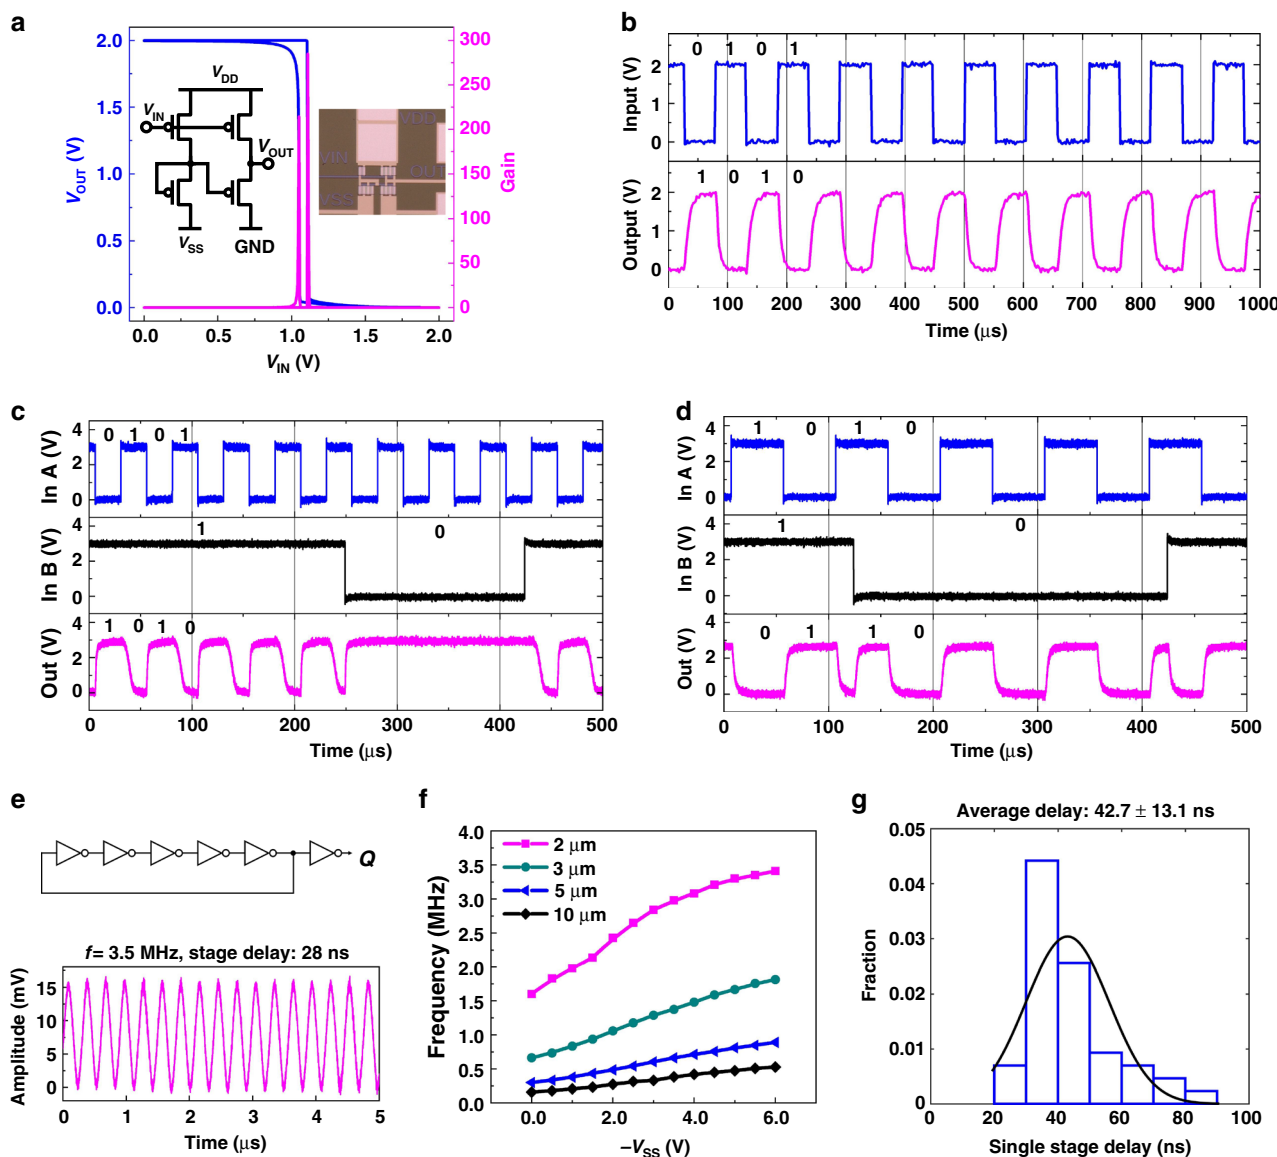 a
2.0
1.5
1.0
0.5
0.0
V_OUT (V)
300
250
200
150
100
50
0
Gain
V_DD
V_IN
V_OUT
V_SS
GND
VDD
VIN
OUT
VSS
0.0 0.5 1.0 1.5 2.0
V_IN (V)
b
0 1 0 1
2
0
Input (V)
1 0 1 0
2
1
0
Output (V)
0 100 200 300 400 500 600 700 800 900 1000
Time (μs)
c
0 1 0 1
4
2
0
In A (V)
1 0
4
2
0
In B (V)
1 0 1 0
4
2
0
Out (V)
0 100 200 300 400 500
Time (μs)
d
1 0 1 0
4
2
0
In A (V)
1 0
4
2
0
In B (V)
0 1 1 0
4
2
0
Out (V)
0 100 200 300 400 500
Time (μs)
e
Q
f= 3.5 MHz, stage delay: 28 ns
15
10
5
0
Amplitude (mV)
0 1 2 3 4 5
Time (μs)
f
4.0
3.5
3.0
2.5
2.0
1.5
1.0
0.5
0.0
Frequency (MHz)
2 μm
3 μm
5 μm
10 μm
0.0 2.0 4.0 6.0
–V_SS (V)
g
Average delay: 42.7 ± 13.1 ns
0.05
0.04
0.03
0.02
0.01
0
Fraction
0 20 40 60 80 100
Single stage delay (ns)